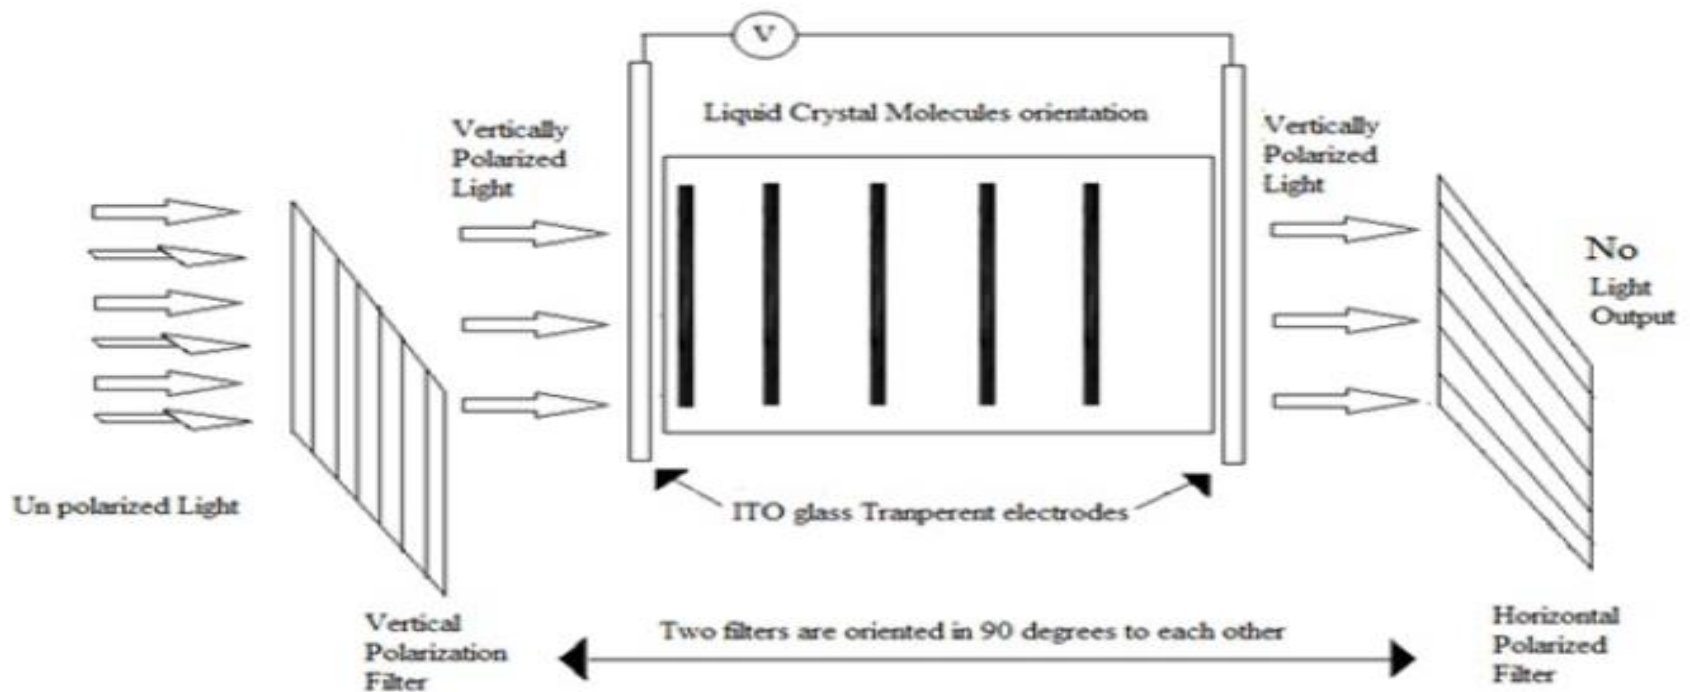 V
Liquid Crystal Molecules orientation
Vertically
Polarized
Light
Vertically
Polarized
Light
No
Light
Output
Un polarized Light
ITO glass Tranperent electrodes
Vertical
Polarization
Filter
Two filters are oriented in 90 degrees to each other
Horizontal
Polarized
Filter